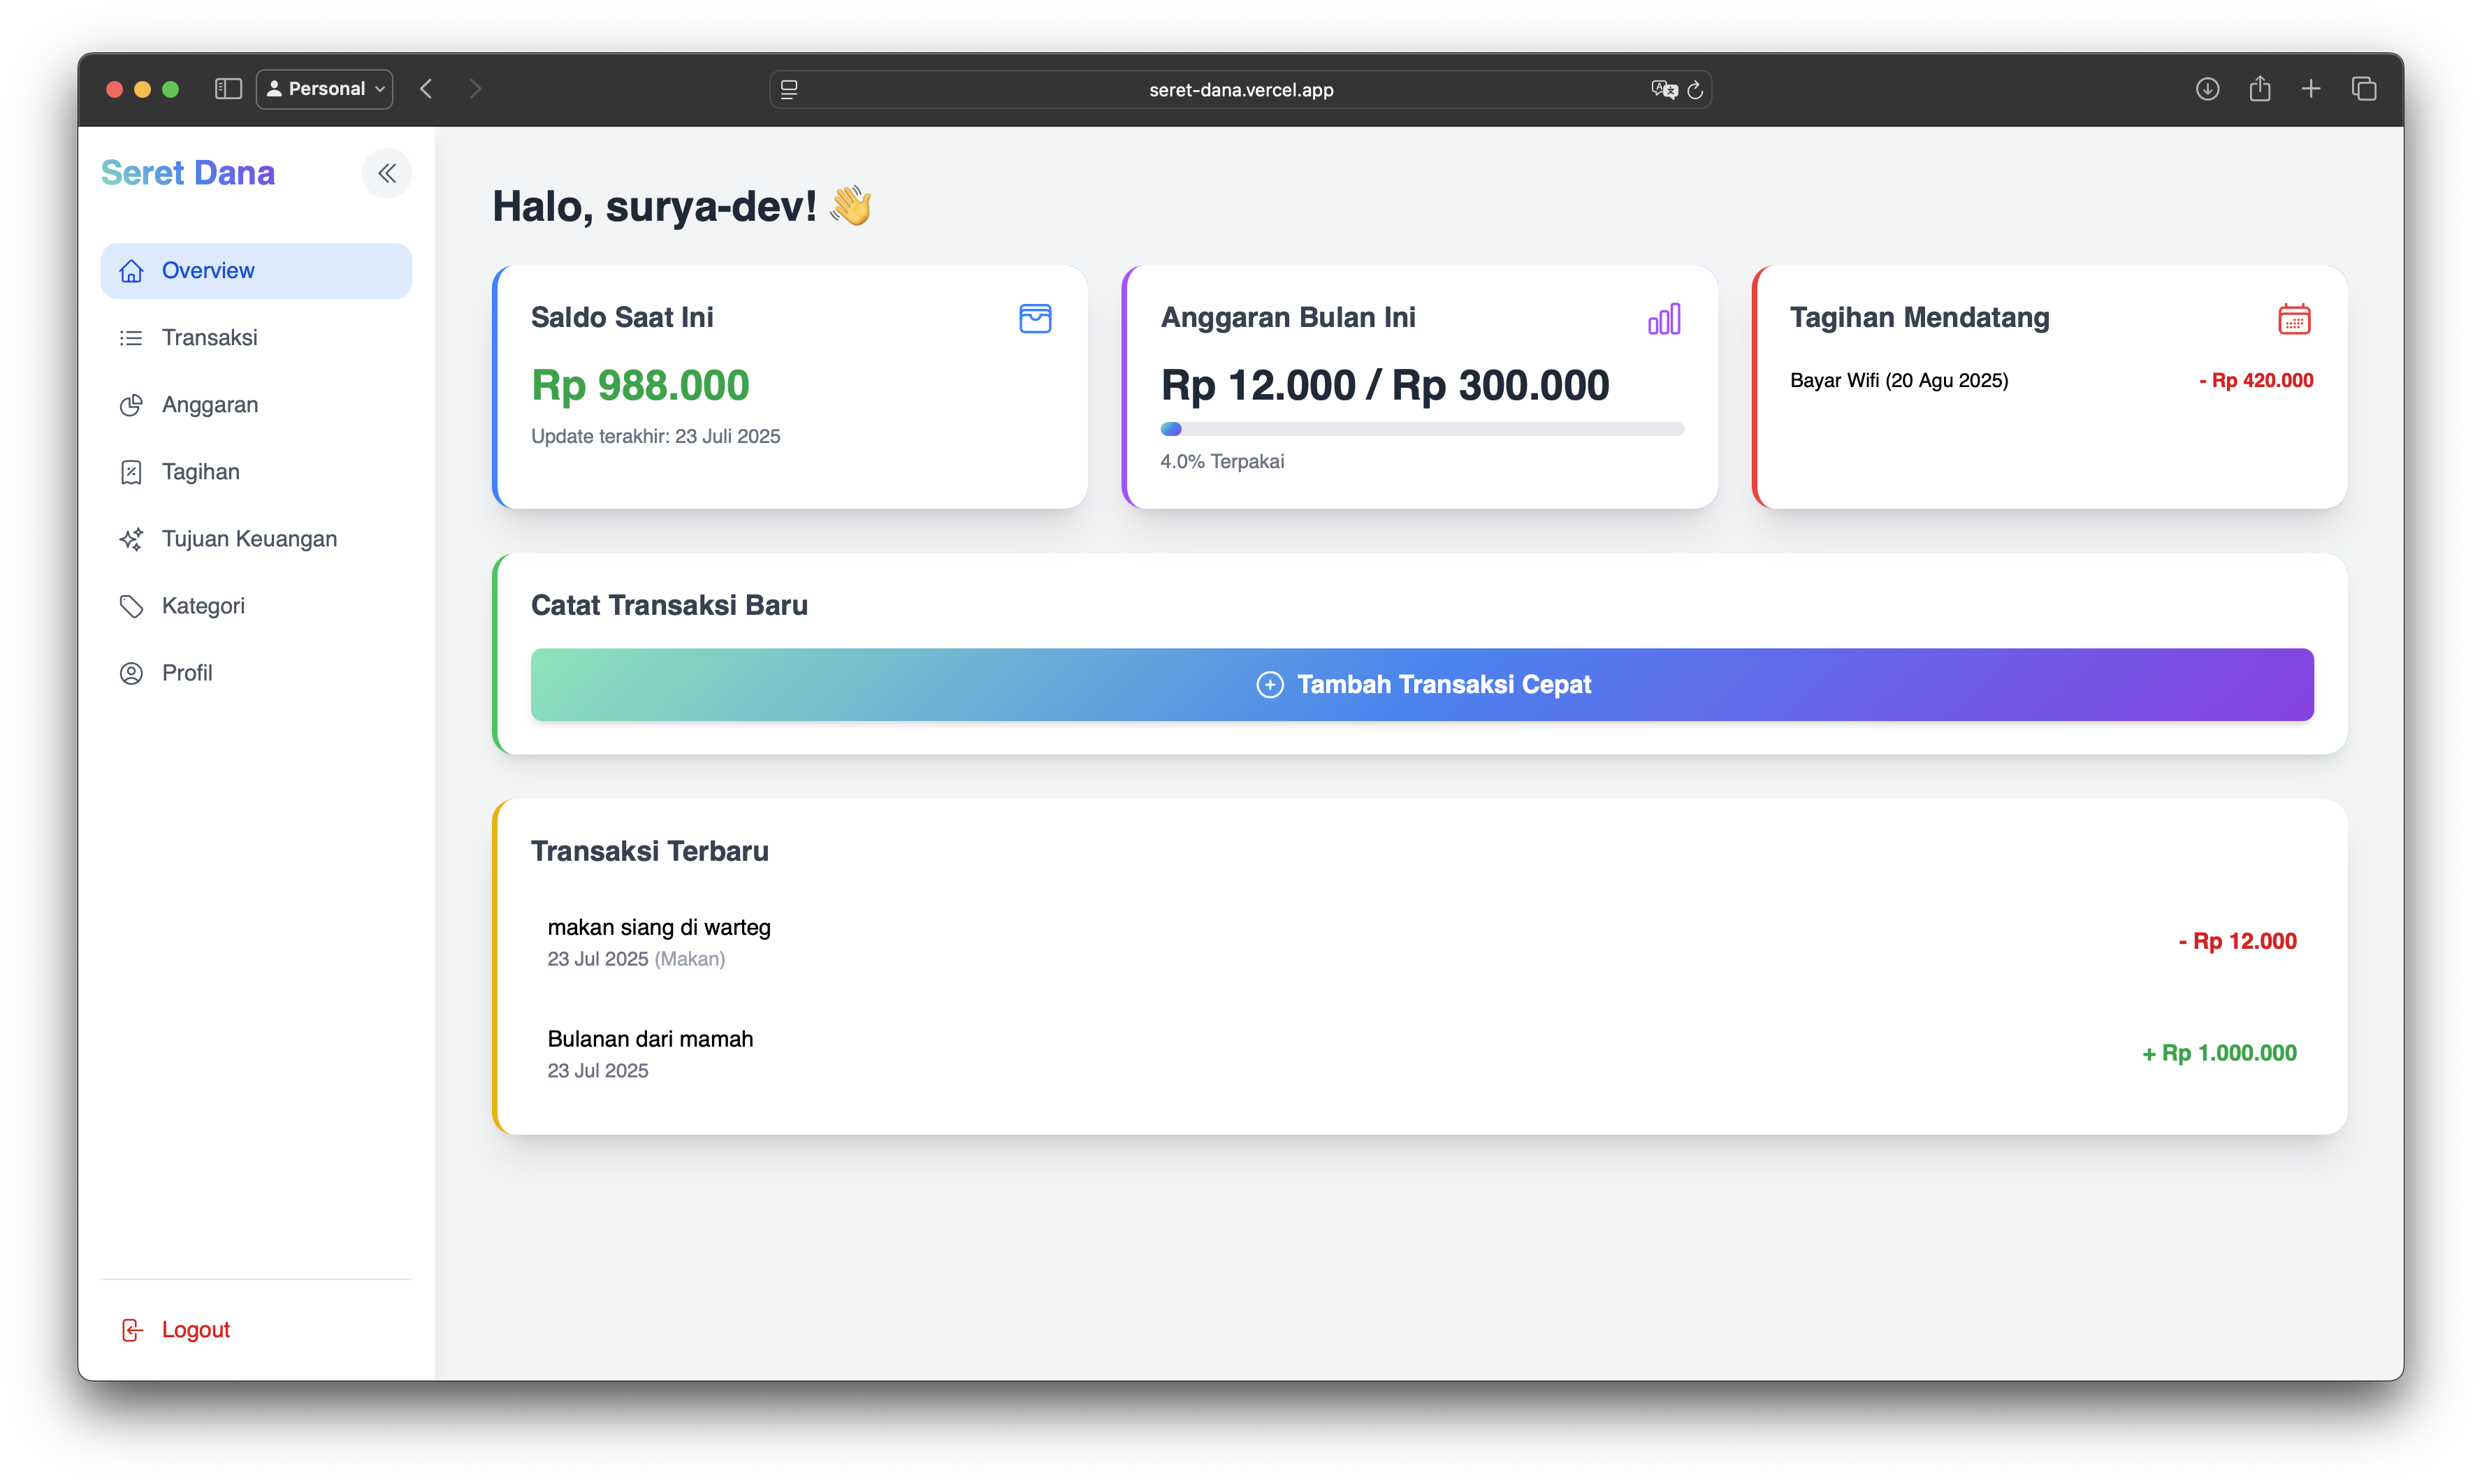 Personal
seret-dana.vercel.app
Seret Dana
Overview
Transaksi
Anggaran
Tagihan
Tujuan Keuangan
Kategori
Profil
Logout
Halo, surya-dev! 👋
Saldo Saat Ini
Rp 988.000
Update terakhir: 23 Juli 2025
Anggaran Bulan Ini
Rp 12.000 / Rp 300.000
4.0% Terpakai
Tagihan Mendatang
Bayar Wifi (20 Agu 2025) - Rp 420.000
Catat Transaksi Baru
Tambah Transaksi Cepat
Transaksi Terbaru
makan siang di warteg
23 Jul 2025 (Makan)
- Rp 12.000
Bulanan dari mamah
23 Jul 2025
+ Rp 1.000.000